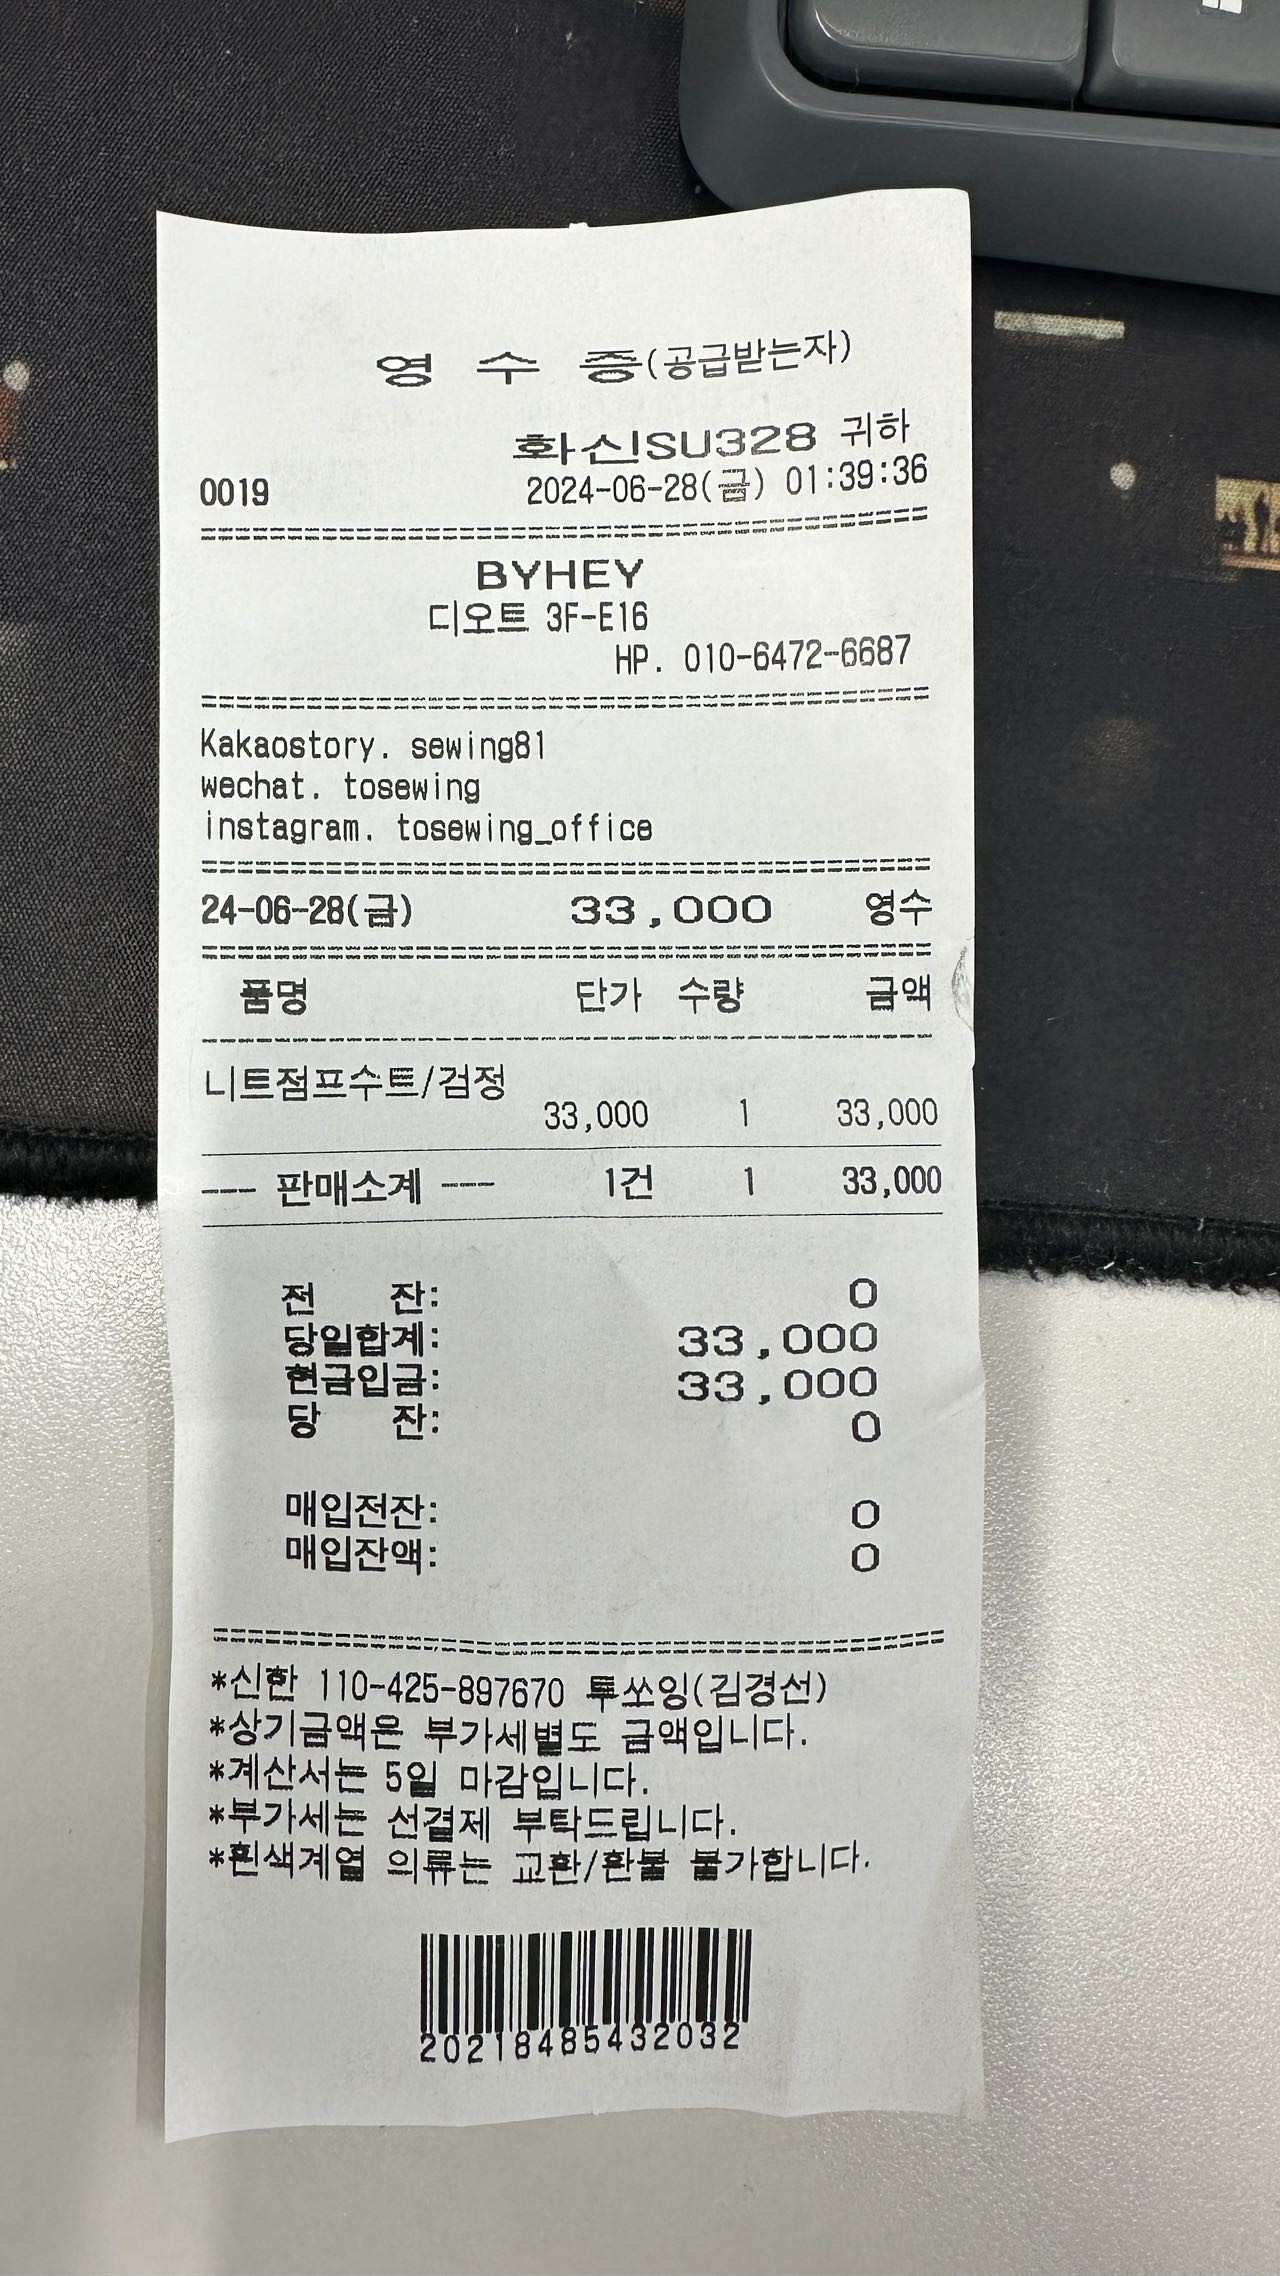 영 수 증(공급받는자)
화신SU328 귀하
0019 2024-06-28(금) 01:39:36
BYHEY
디오트 3F-E16
HP. 010-6472-6687
Kakaostory. sewing81
wechat. tosewing
instagram. tosewing_office
24-06-28(금) 33,000 영수
품명 단가 수량 금액
니트점프수트/검정
33,000 1 33,000
--- 판매소계 --- 1건 1 33,000
전 잔: 0
당일합계: 33,000
현금입금: 33,000
당 잔: 0
매입전잔: 0
매입잔액: 0
*신한 110-425-897670 투쏘잉(김경선)
*상기금액은 부가세별도 금액입니다.
*계산서는 5일 마감입니다.
*부가세는 선결제 부탁드립니다.
*흰색계열 의류는 교환/환불 불가합니다.
20218485432032